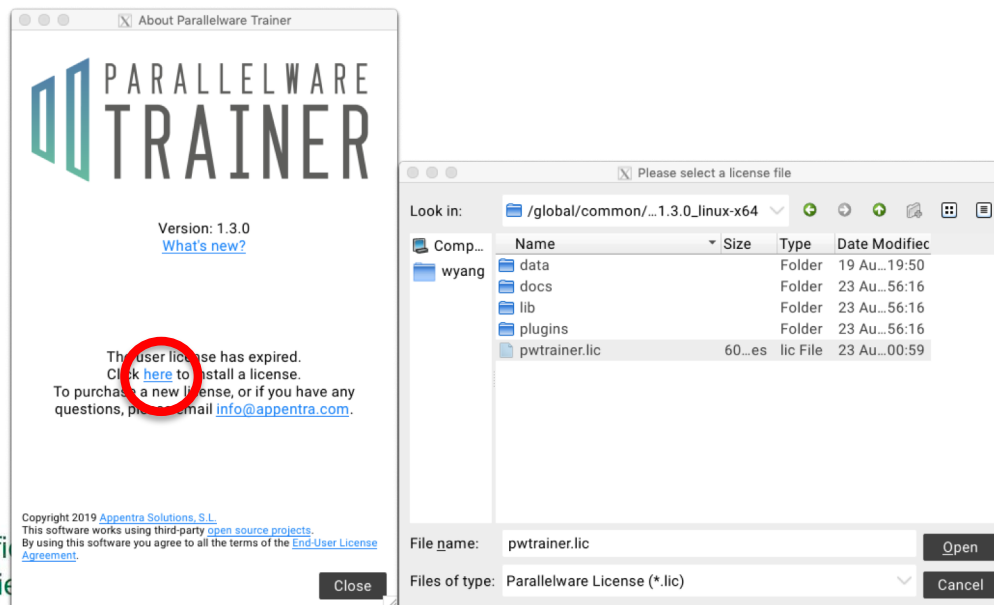 About Parallelware Trainer
PARALLELWARE
TRAINER
Version: 1.3.0
What's new?
The user license has expired.
Click here to install a license.
To purchase a new license, or if you have any
questions, please email info@appentra.com.
Copyright 2019 Appentra Solutions, S.L.
This software works using third-party open source projects.
By using this software you agree to all the terms of the End-User License
Agreement.
Close
Please select a license file
Look in: /global/common/...1.3.0_linux-x64
Comp...
wyang
Name Size Type Date Modified
data Folder 19 Au...19:50
docs Folder 23 Au...56:16
lib Folder 23 Au...56:16
plugins Folder 23 Au...56:16
pwtrainer.lic 60...es lic File 23 Au...00:59
File name: pwtrainer.lic
Open
Files of type: Parallelware License (*.lic)
Cancel